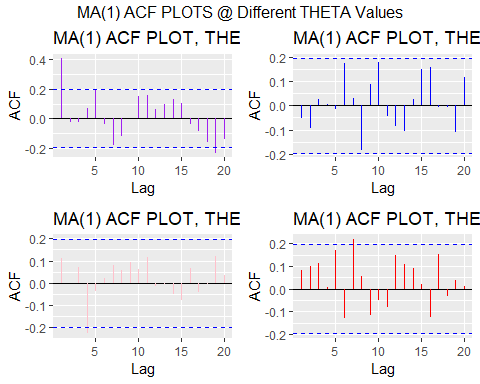 MA(1) ACF PLOTS @ Different THETA Values
MA(1) ACF PLOT, THE
MA(1) ACF PLOT, THE
ACF
0.4
0.2
0.0
-0.2
5
10
15
20
Lag
ACF
0.2
0.1
0.0
-0.1
-0.2
5
10
15
20
Lag
MA(1) ACF PLOT, THE
MA(1) ACF PLOT, THE
ACF
0.2
0.1
0.0
-0.1
-0.2
5
10
15
20
Lag
ACF
0.2
0.1
0.0
-0.1
-0.2
5
10
15
20
Lag